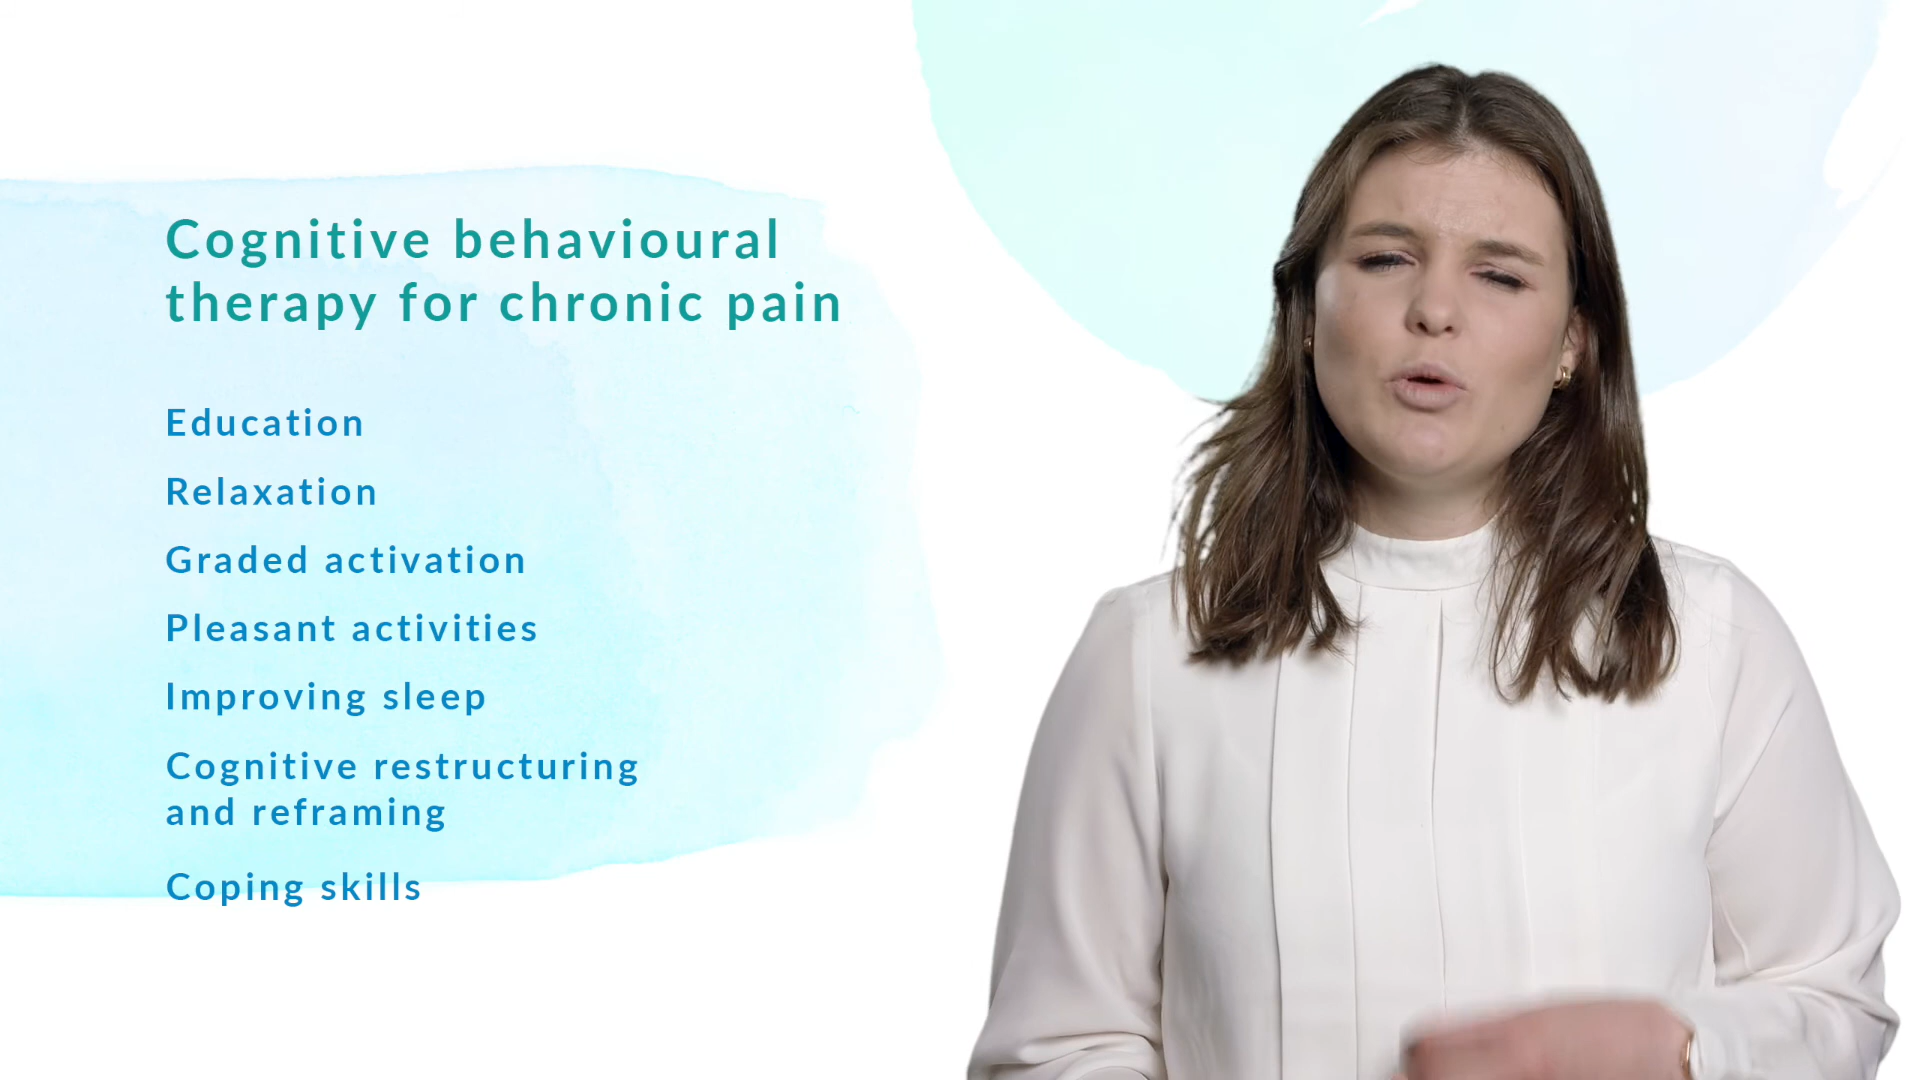 Cognitive behavioural
therapy for chronic pain
Education
Relaxation
Graded activation
Pleasant activities
Improving sleep
Cognitive restructuring
and reframing
Coping skills